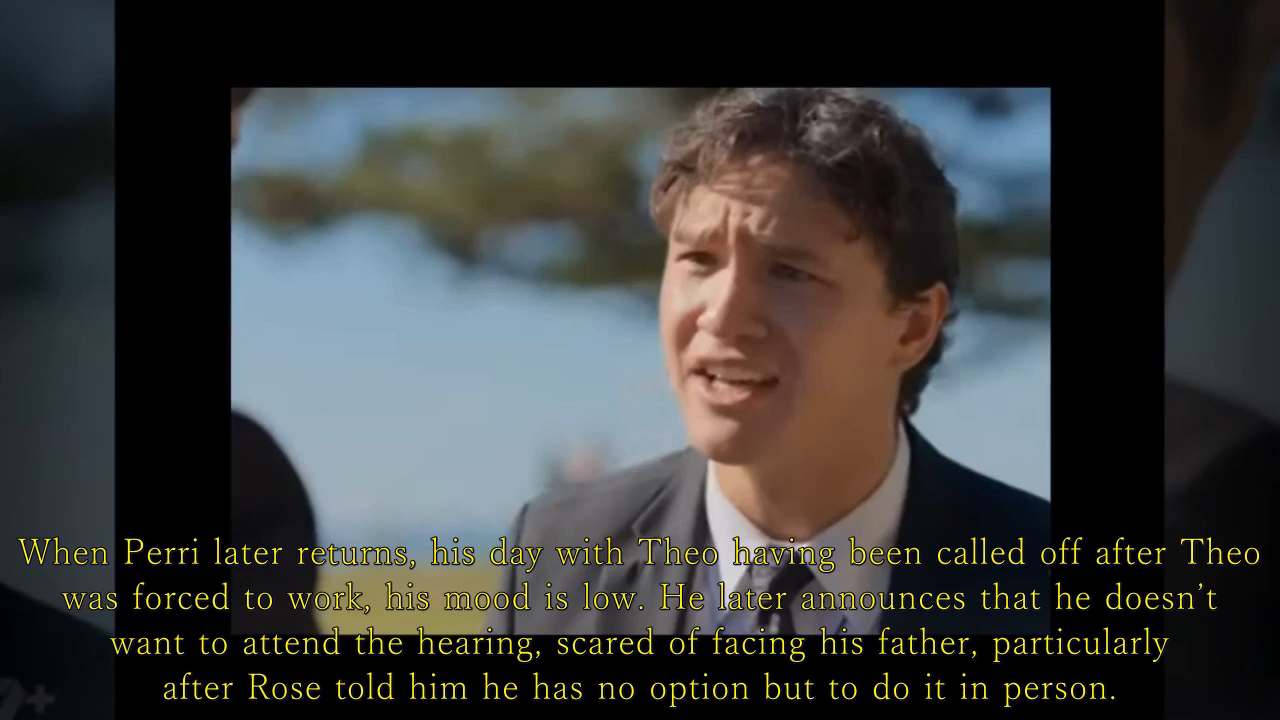 When Perri later returns, his day with Theo having been called off after Theo
was forced to work, his mood is low. He later announces that he doesn’t
want to attend the hearing, scared of facing his father, particularly
after Rose told him he has no option but to do it in person.